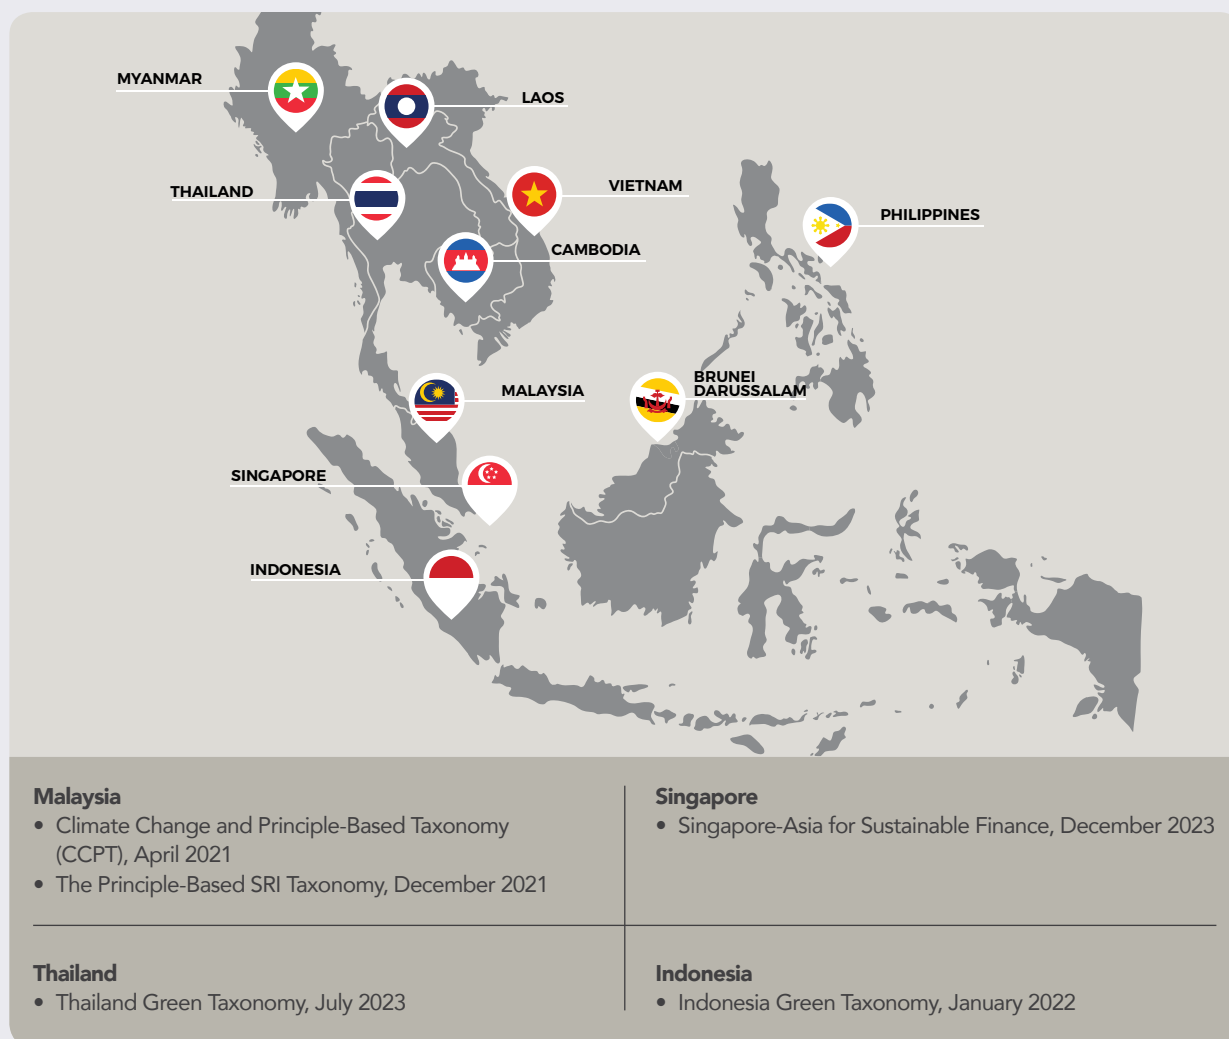 MYANMAR
LAOS
THAILAND
VIETNAM
PHILIPPINES
CAMBODIA
MALAYSIA
BRUNEI
DARUSSALAM
SINGAPORE
INDONESIA
Malaysia
• Climate Change and Principle-Based Taxonomy
(CCPT), April 2021
• The Principle-Based SRI Taxonomy, December 2021
Singapore
• Singapore-Asia for Sustainable Finance, December 2023
Thailand
• Thailand Green Taxonomy, July 2023
Indonesia
• Indonesia Green Taxonomy, January 2022